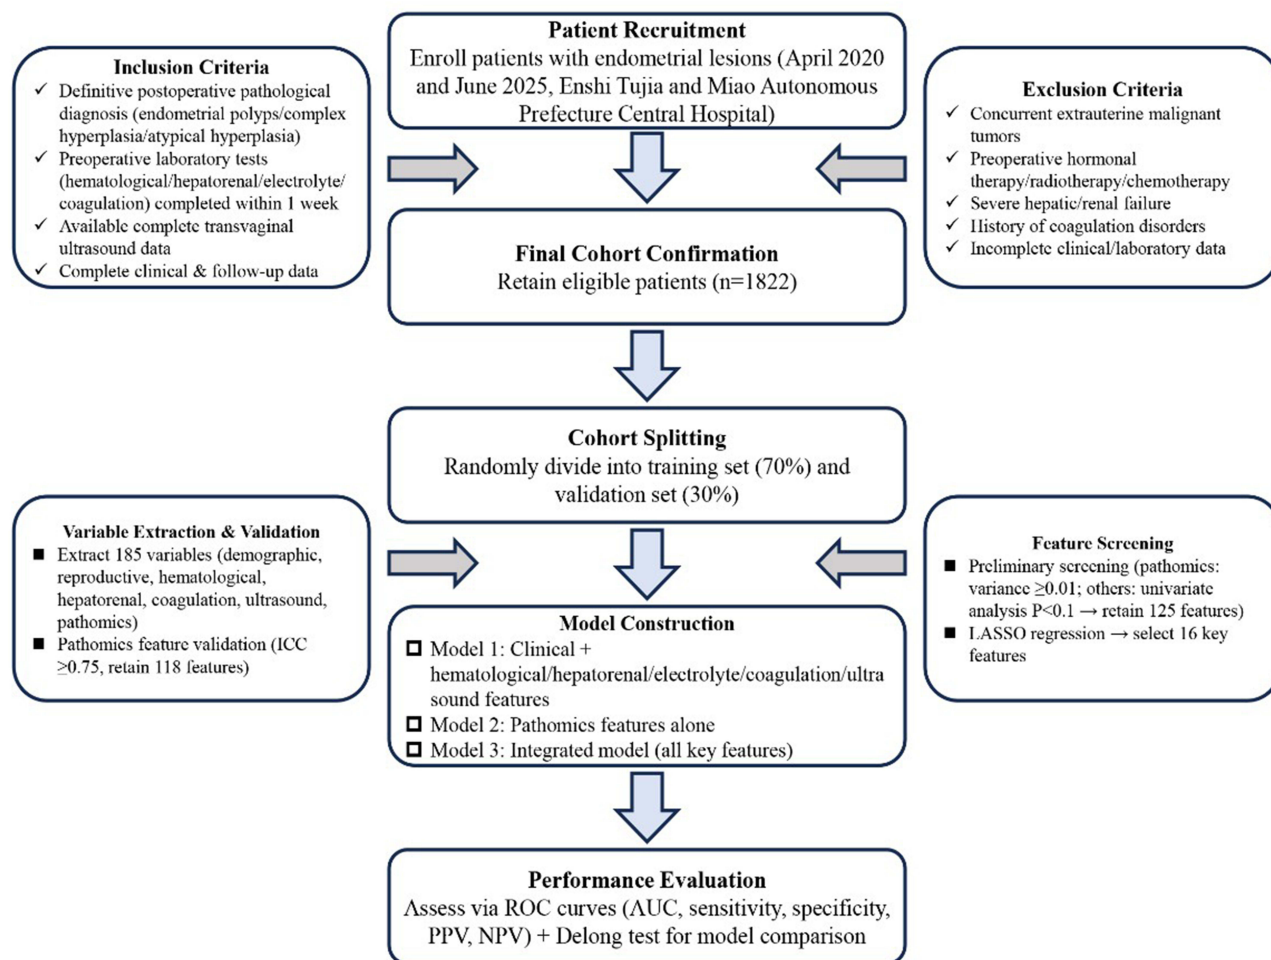 Patient Recruitment
Enroll patients with endometrial lesions (April 2020
and June 2025, Enshi Tujia and Miao Autonomous
Prefecture Central Hospital)
Inclusion Criteria
✓ Definitive postoperative pathological
diagnosis (endometrial polyps/complex
hyperplasia/atypical hyperplasia)
✓ Preoperative laboratory tests
(hematological/hepatorenal/electrolyte/
coagulation) completed within 1 week
✓ Available complete transvaginal
ultrasound data
✓ Complete clinical & follow-up data
Exclusion Criteria
✓ Concurrent extrauterine malignant
tumors
✓ Preoperative hormonal
therapy/radiotherapy/chemotherapy
✓ Severe hepatic/renal failure
✓ History of coagulation disorders
✓ Incomplete clinical/laboratory data
Final Cohort Confirmation
Retain eligible patients (n=1822)
Cohort Splitting
Randomly divide into training set (70%) and
validation set (30%)
Variable Extraction & Validation
■ Extract 185 variables (demographic,
reproductive, hematological,
hepatorenal, coagulation, ultrasound,
pathomics)
■ Pathomics feature validation (ICC
≥0.75, retain 118 features)
Feature Screening
■ Preliminary screening (pathomics:
variance ≥0.01; others: univariate
analysis P<0.1 → retain 125 features)
■ LASSO regression → select 16 key
features
Model Construction
❑ Model 1: Clinical +
hematological/hepatorenal/electrolyte/coagulation/ultra
sound features
❑ Model 2: Pathomics features alone
❑ Model 3: Integrated model (all key features)
Performance Evaluation
Assess via ROC curves (AUC, sensitivity, specificity,
PPV, NPV) + Delong test for model comparison